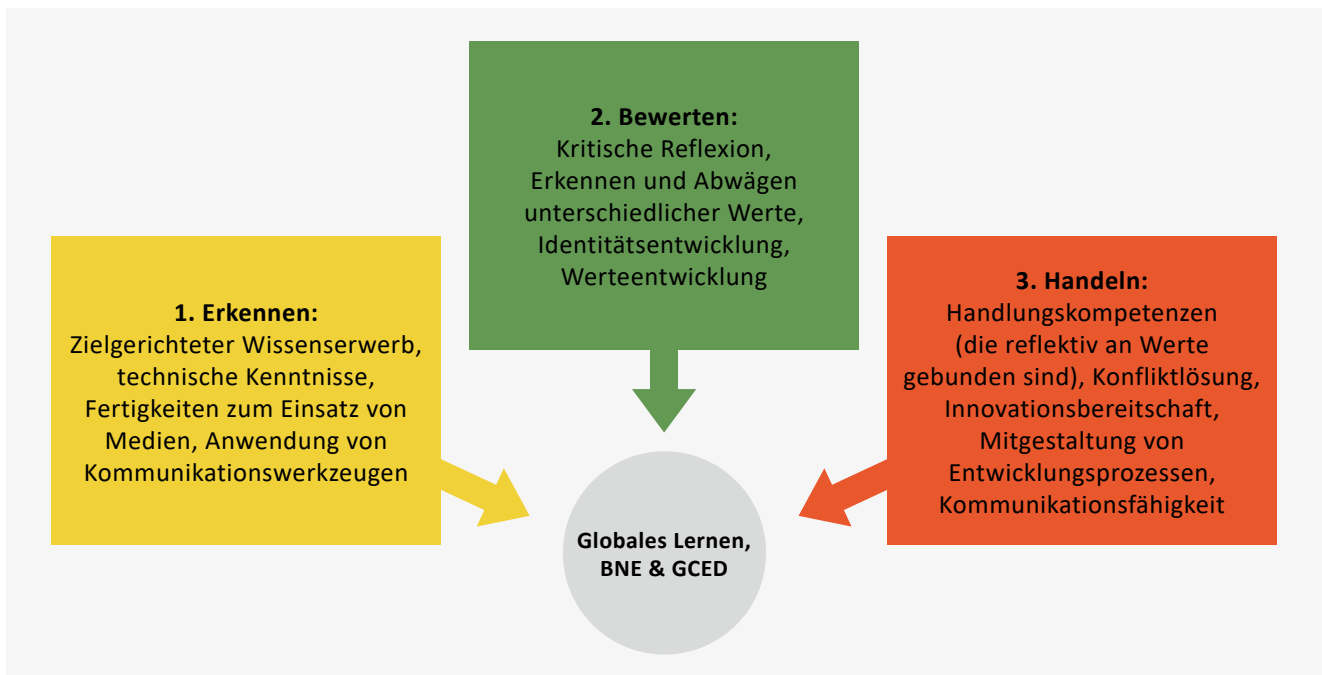 1. Erkennen:
Zielgerichteter Wissenserwerb,
technische Kenntnisse,
Fertigkeiten zum Einsatz von
Medien, Anwendung von
Kommunikationswerkzeugen
2. Bewerten:
Kritische Reflexion,
Erkennen und Abwägen
unterschiedlicher Werte,
Identitätsentwicklung,
Werteentwicklung
3. Handeln:
Handlungskompetenzen
(die reflektiv an Werte
gebunden sind), Konfliktlösung,
Innovationsbereitschaft,
Mitgestaltung von
Entwicklungsprozessen,
Kommunikationsfähigkeit
Globales Lernen,
BNE & GCED